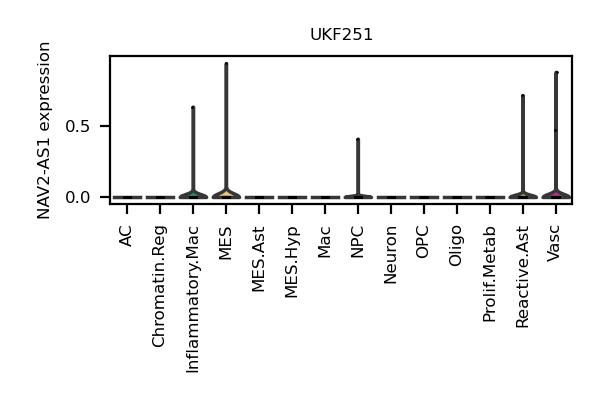 UKF251
NAV2-AS1 expression
0.5
0.0
AC
Chromatin.Reg
Inflammatory.Mac
MES
MES.Ast
MES.Hyp
Mac
NPC
Neuron
OPC
Oligo
Prolif.Metab
Reactive.Ast
Vasc